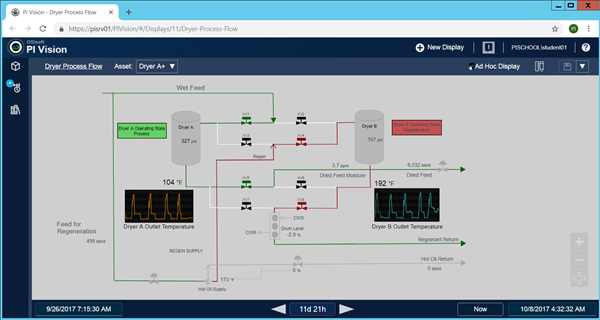 PI Vision - Dryer Process Flow
https://pisrv01/PIVision/#/Displays/11/Dryer-Process-Flow
OSIsoft
PI Vision
New Display
PISCHOOL\student01
Dryer Process Flow
Asset: Dryer A+
Ad Hoc Display
Wet Feed
Dryer A Operating State
Process
Dryer A
327 psi
Dryer B
167 psi
Dryer B Operating State
Regeneration
Regen
3.7 ppm
8,032 sscs
Dried Feed Moisture
Dried Feed
104 °F
192 °F
Dryer A Outlet Temperature
Dryer B Outlet Temperature
CWS
Drum Level
CWR
-2.9 %
Feed for
Regeneration
499 sscs
REGEN SUPPLY
Regenerant Return
Hot Oil Return
0 sscs
173 °F
8 %
Hot Oil Supply
9/26/2017 7:15:30 AM
11d 21h
Now
10/8/2017 4:32:32 AM